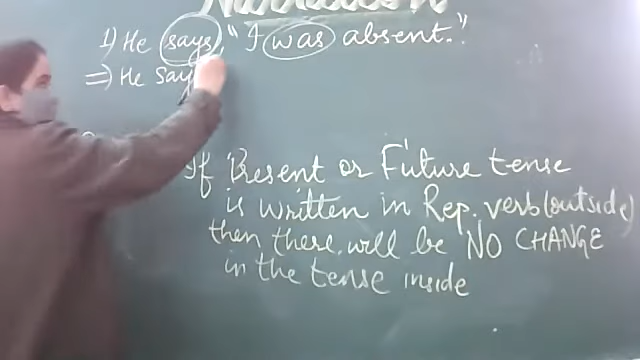 Narration
1) He says, "I was absent."
=> He say
If Present or Future tense
is written in Rep. verb (outside)
then there will be NO CHANGE
in the tense inside